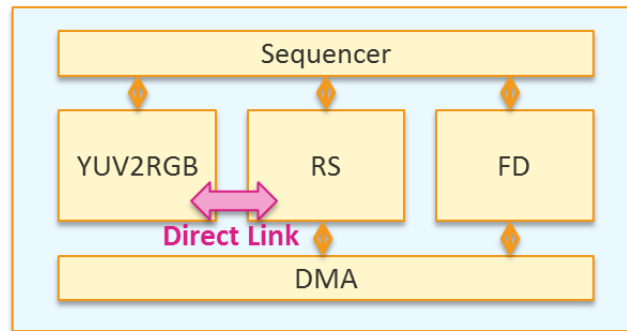 Sequencer
YUV2RGB
RS
FD
Direct Link
DMA